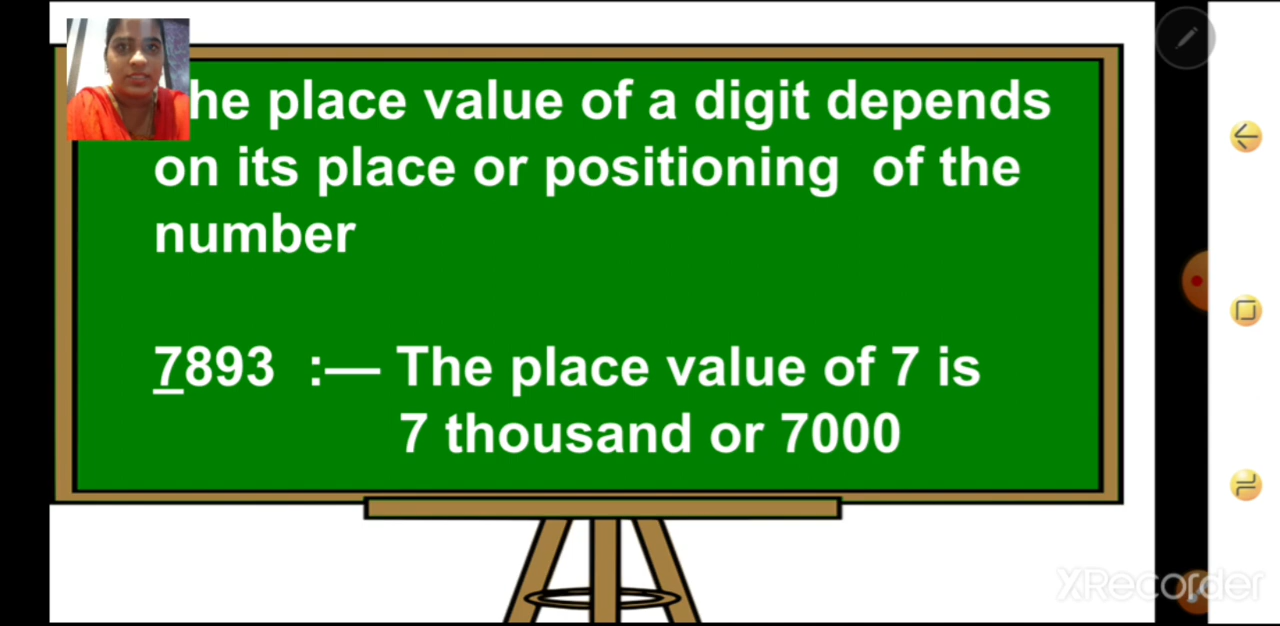 he place value of a digit depends
on its place or positioning of the
number
7893 :— The place value of 7 is
7 thousand or 7000
XRecorder